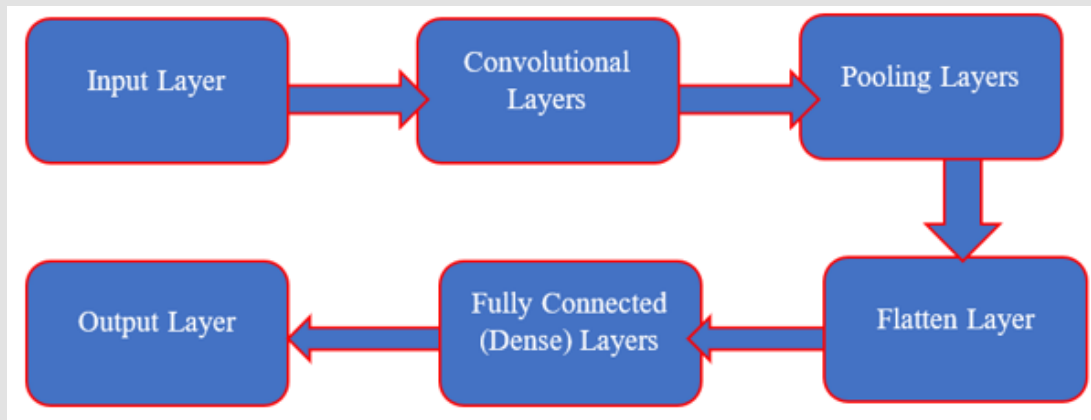 Input Layer
Convolutional
Layers
Pooling Layers
Flatten Layer
Fully Connected
(Dense) Layers
Output Layer